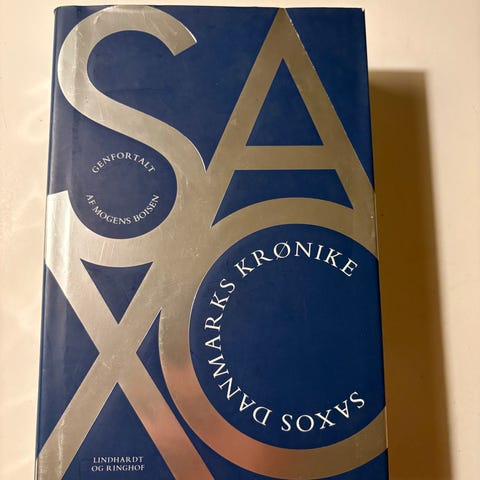 SAXO
GENFORTALT
AF MOGENS BOISEN
SAXOS DANMARKS KRØNIKE
LINDHARDT
OG RINGHOF